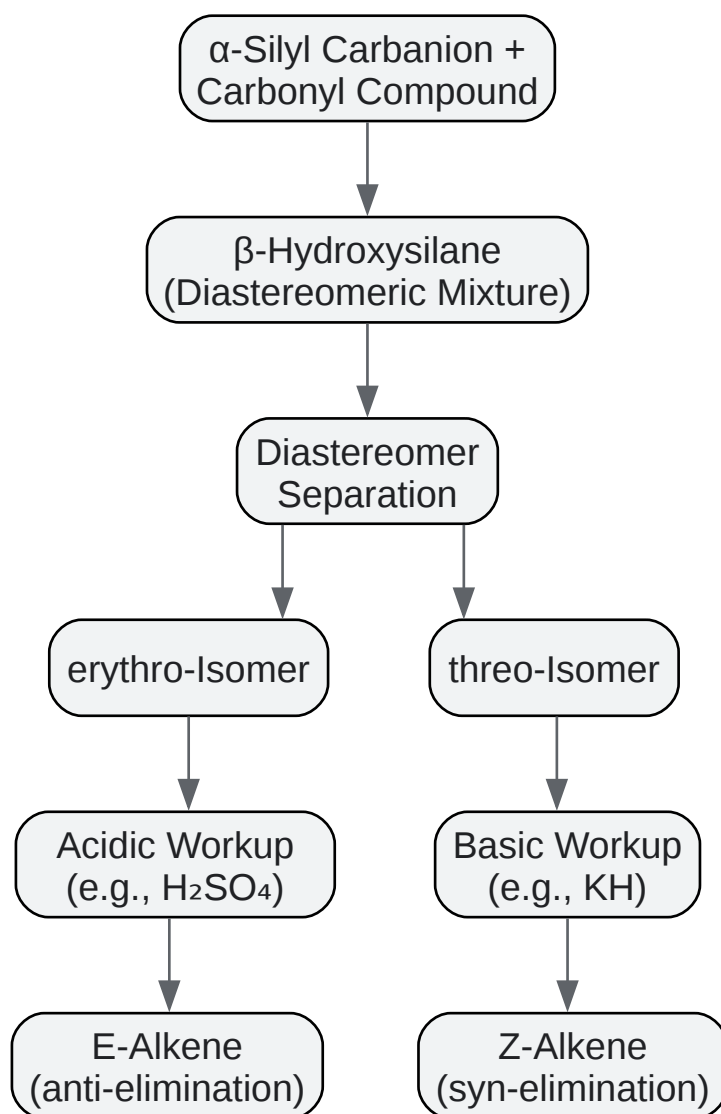 α-Silyl Carbanion +
Carbonyl Compound
β-Hydroxysilane
(Diastereomeric Mixture)
Diastereomer
Separation
erythro-Isomer
threo-Isomer
Acidic Workup
(e.g., H₂SO₄)
Basic Workup
(e.g., KH)
E-Alkene
(anti-elimination)
Z-Alkene
(syn-elimination)